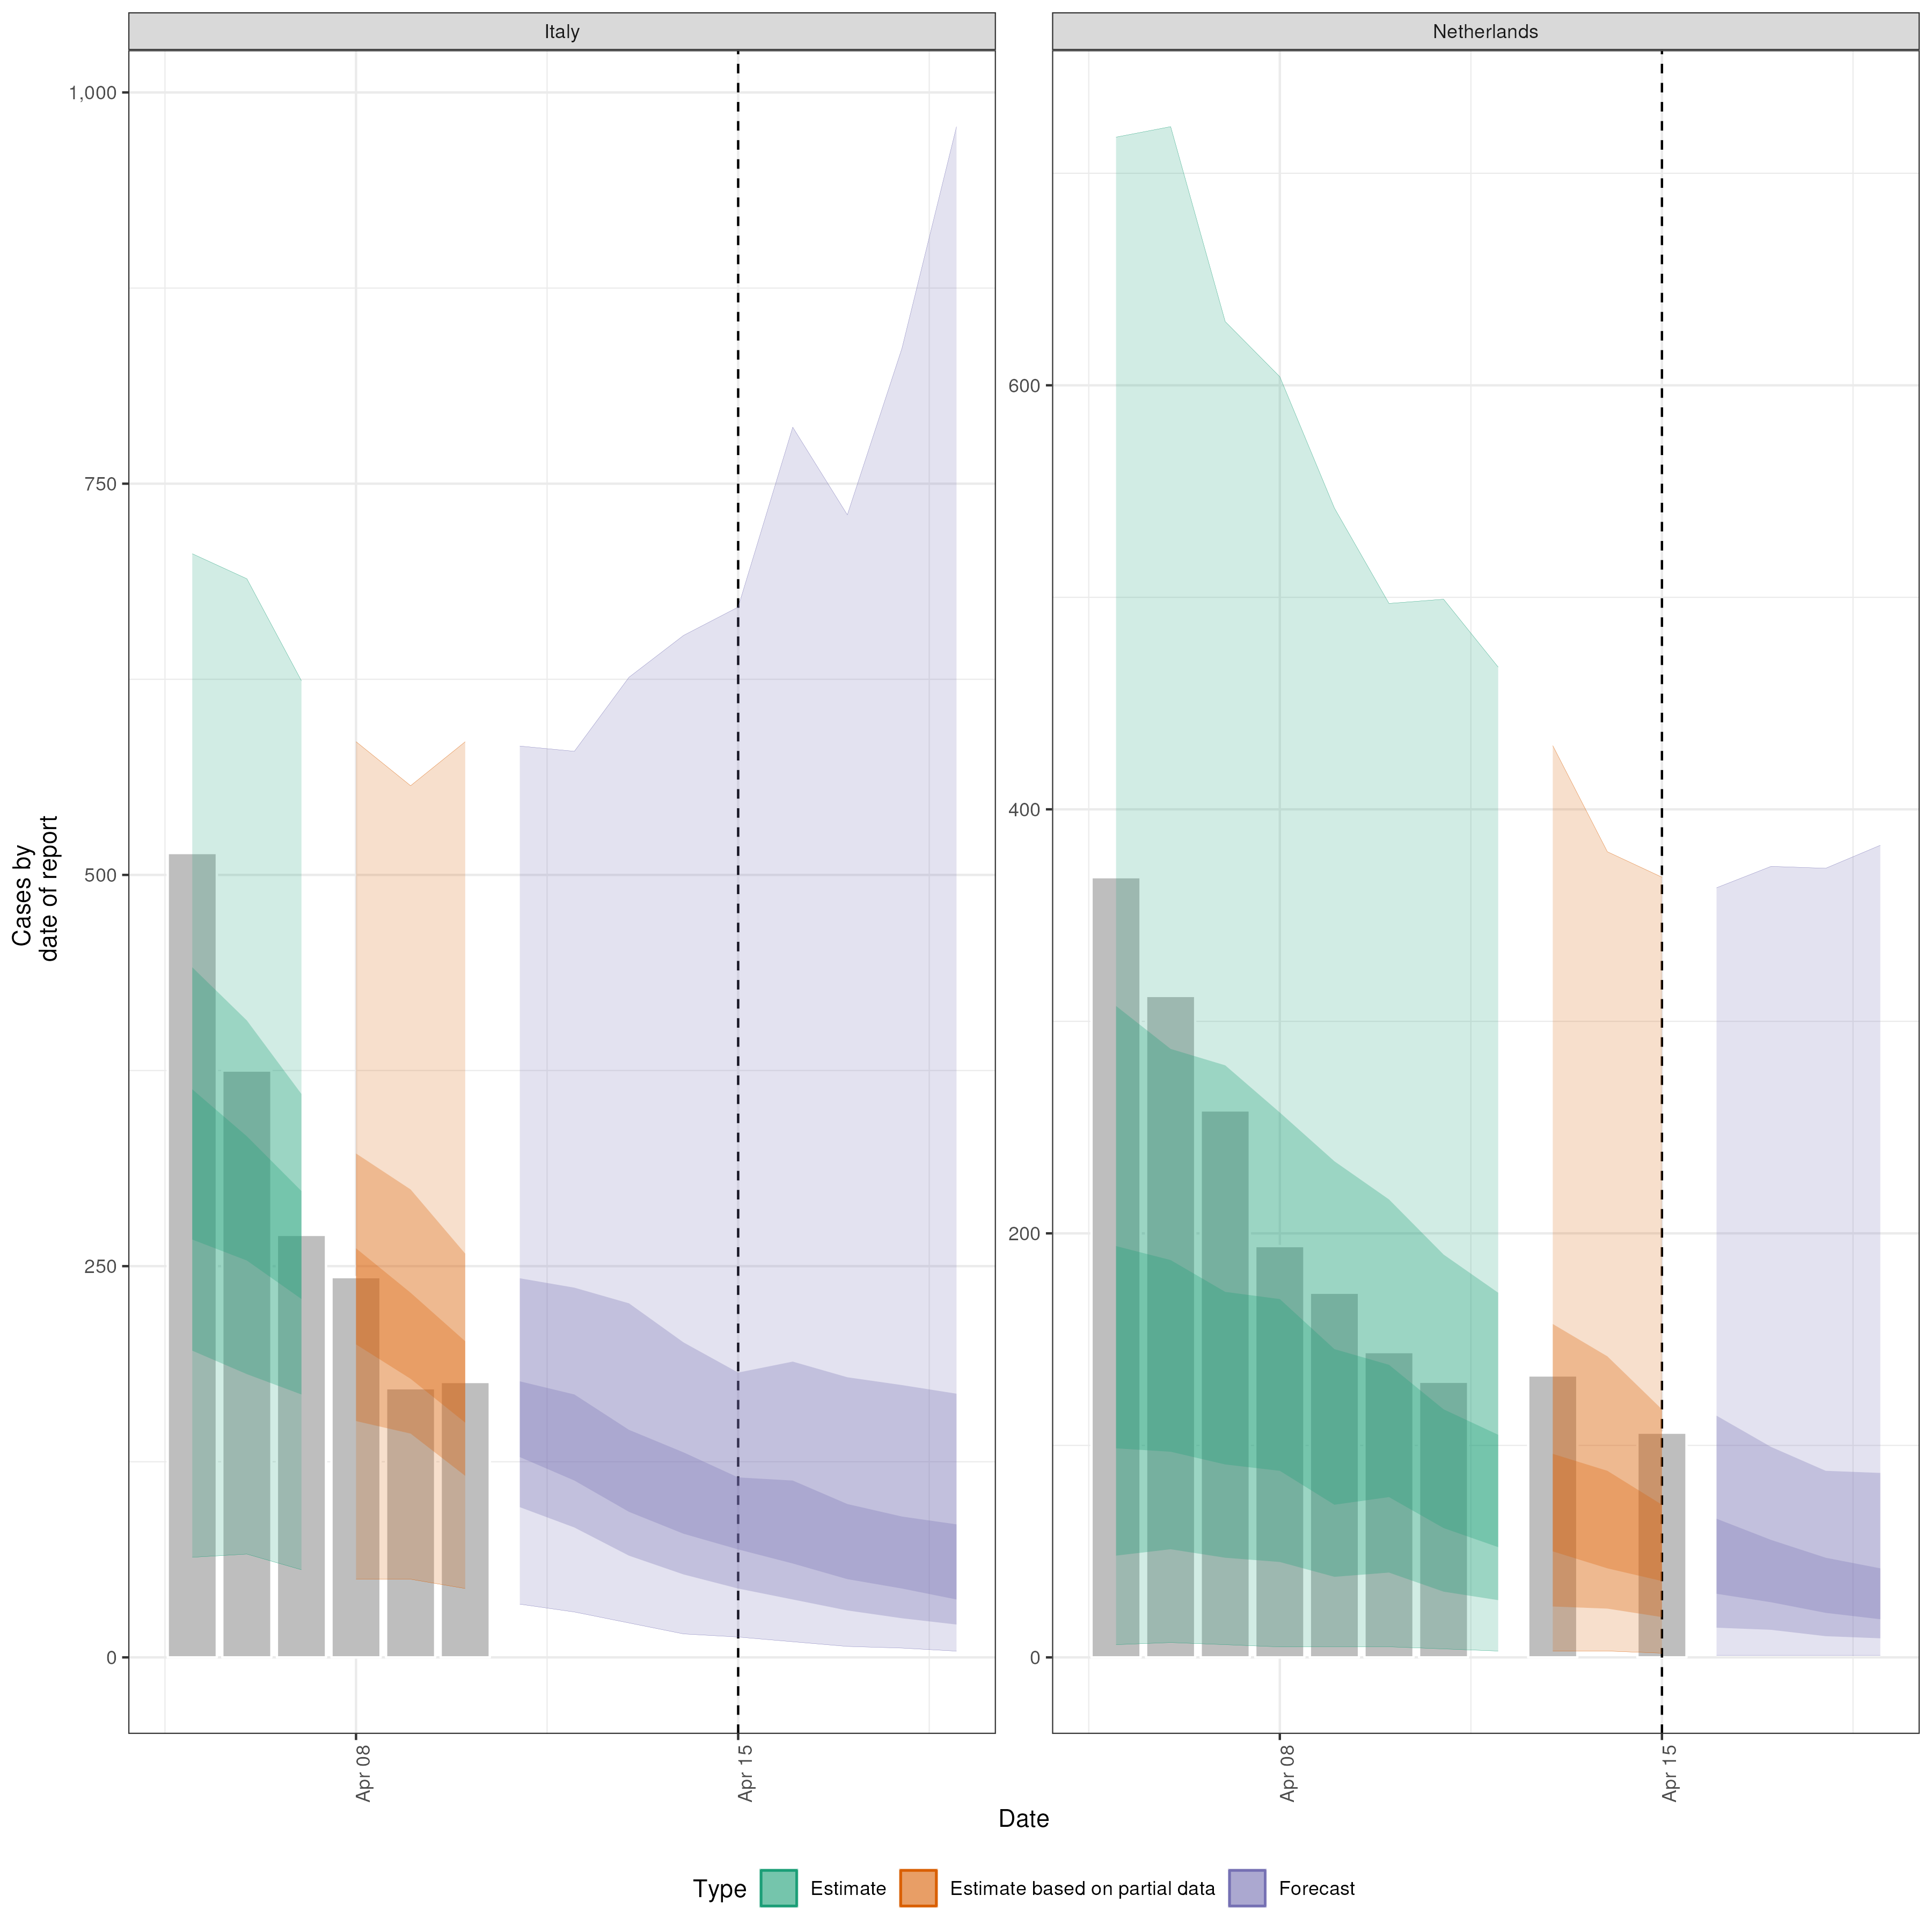 Italy
Netherlands
1,000
750
500
250
0
600
400
200
0
Cases by
date of report
Apr 08
Apr 15
Apr 08
Apr 15
Date
Type
Estimate
Estimate based on partial data
Forecast